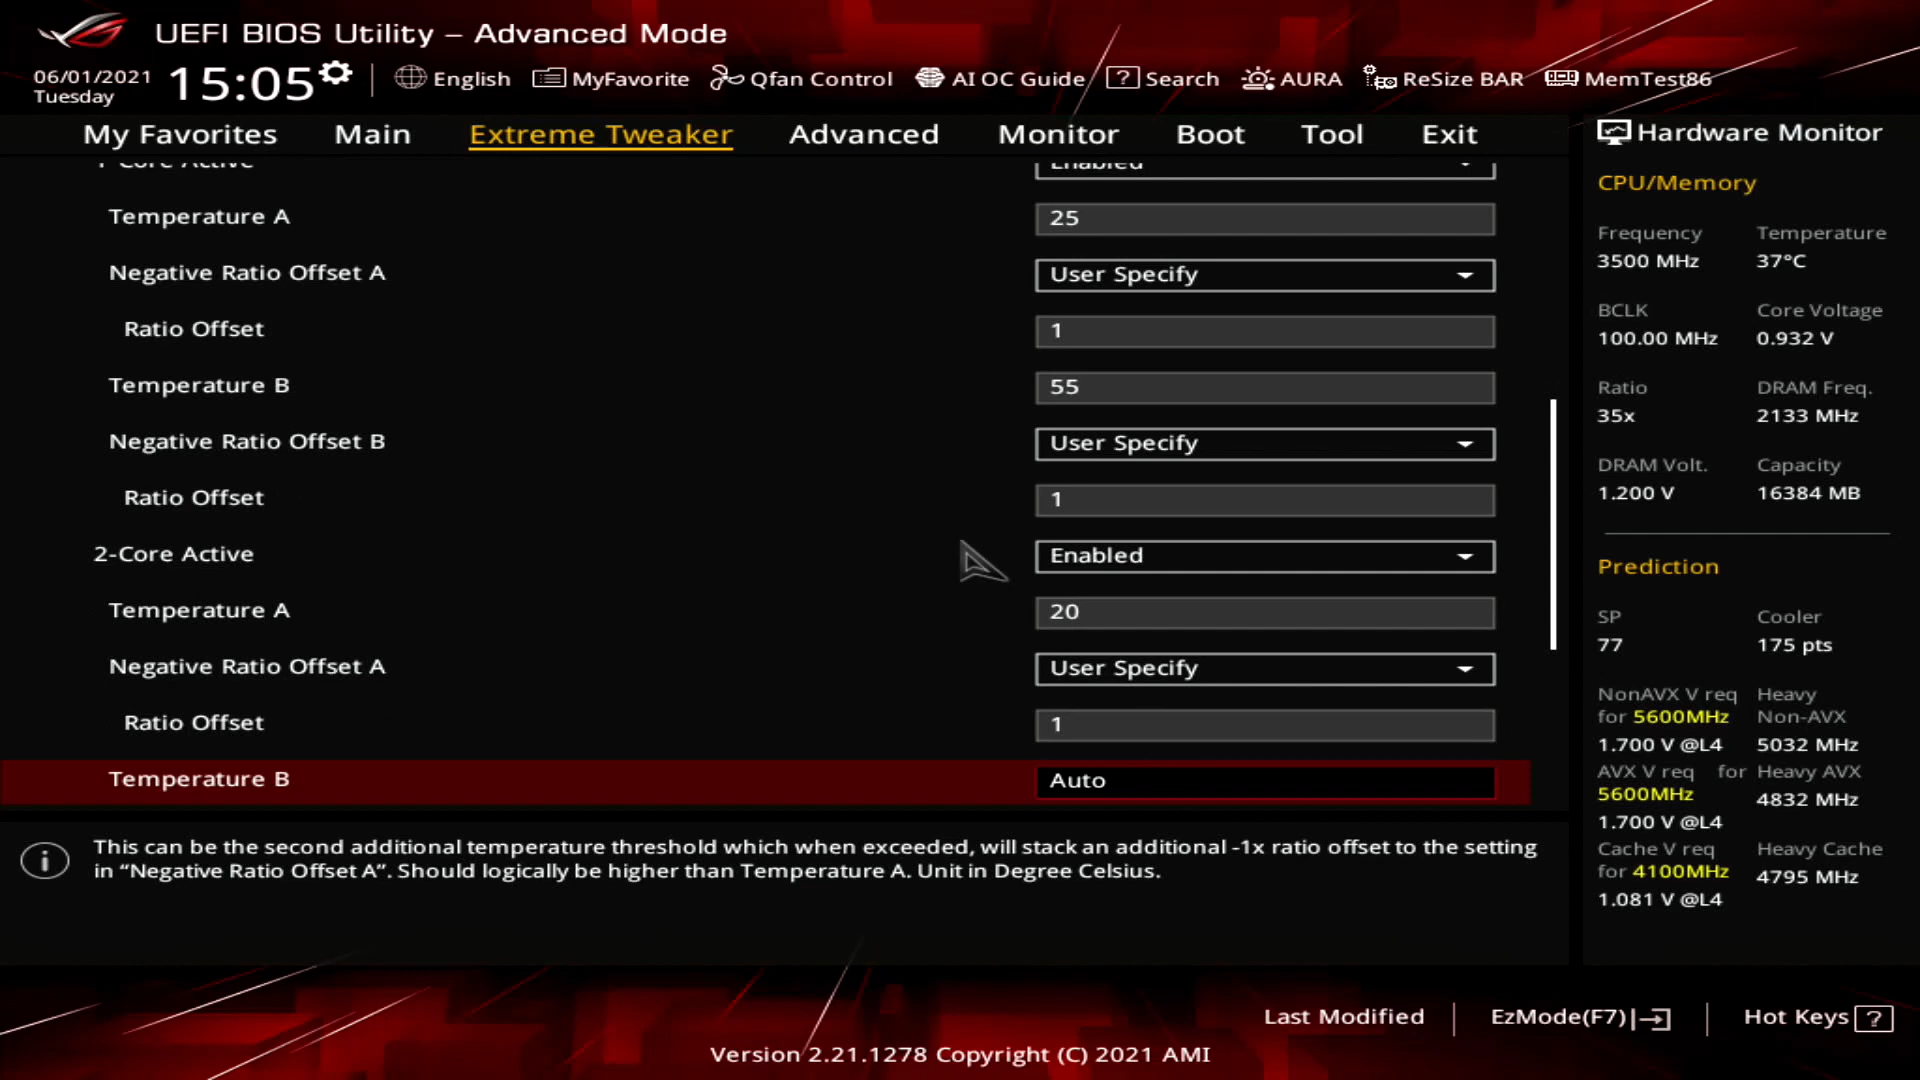 UEFI BIOS Utility – Advanced Mode
06/01/2021
Tuesday
15:05
English
MyFavorite
Qfan Control
AI OC Guide
? Search
AURA
ReSize BAR
MemTest86
My Favorites
Main
Extreme Tweaker
Advanced
Monitor
Boot
Tool
Exit
1-Core Active Enabled
Temperature A 25
Negative Ratio Offset A User Specify
Ratio Offset 1
Temperature B 55
Negative Ratio Offset B User Specify
Ratio Offset 1
2-Core Active Enabled
Temperature A 20
Negative Ratio Offset A User Specify
Ratio Offset 1
Temperature B Auto
i
This can be the second additional temperature threshold which when exceeded, will stack an additional -1x ratio offset to the setting
in “Negative Ratio Offset A”. Should logically be higher than Temperature A. Unit in Degree Celsius.
Hardware Monitor
CPU/Memory
Frequency Temperature
3500 MHz 37°C
BCLK Core Voltage
100.00 MHz 0.932 V
Ratio DRAM Freq.
35x 2133 MHz
DRAM Volt. Capacity
1.200 V 16384 MB
Prediction
SP Cooler
77 175 pts
NonAVX V req Heavy
for 5600MHz Non-AVX
1.700 V @L4 5032 MHz
AVX V req for Heavy AVX
5600MHz 4832 MHz
1.700 V @L4
Cache V req Heavy Cache
for 4100MHz 4795 MHz
1.081 V @L4
Last Modified
EzMode(F7)
Hot Keys ?
Version 2.21.1278 Copyright (C) 2021 AMI